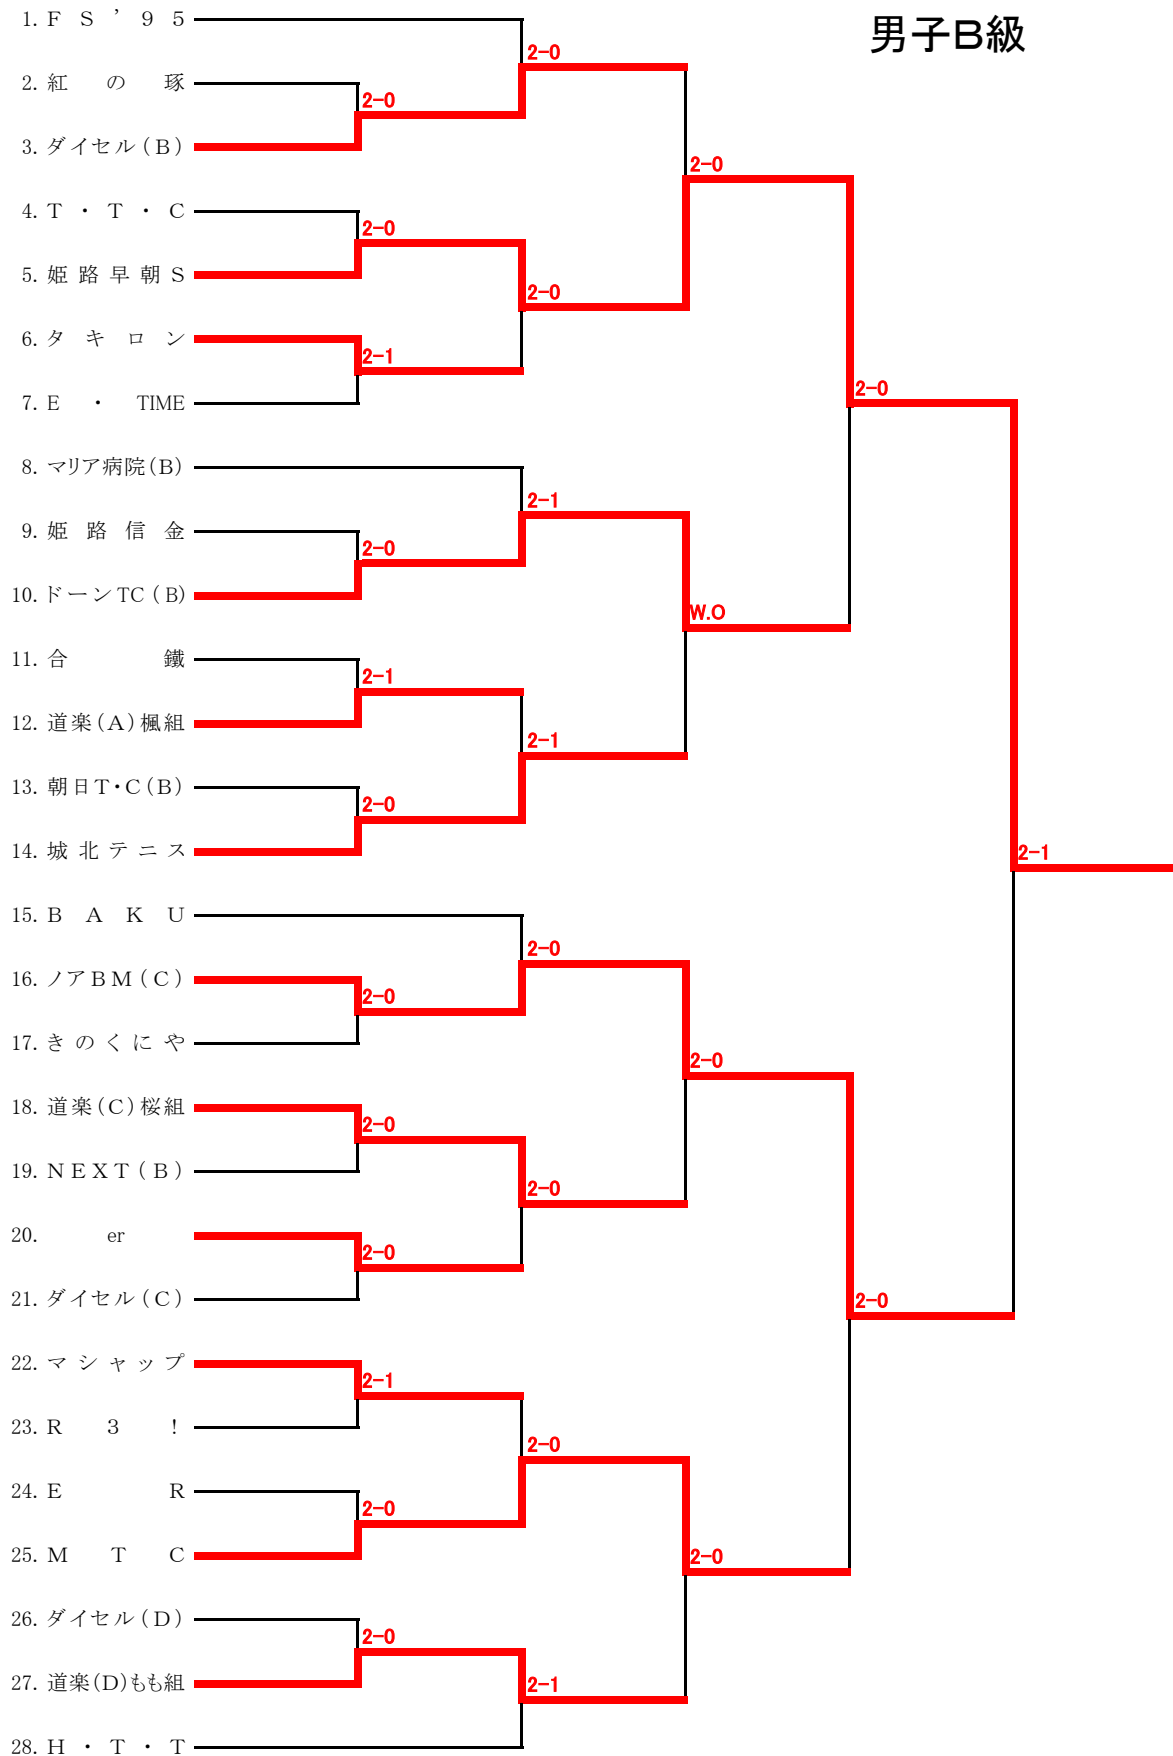 男子B級
1. FS’95
2-0
2. 紅の琢
2-0
3. ダイセル(B)
2-0
4. T・T・C
2-0
5. 姫路早朝S
2-0
6. タキロン
2-1
7. E・TIME
2-0
8. マリア病院(B)
2-1
9. 姫路信金
2-0
10. ドーンTC(B)
W.O
11. 合鐵
2-1
12. 道楽(A)楓組
2-1
13. 朝日T・C(B)
2-0
14. 城北テニス
2-1
15. BAKU
2-0
16. ノアBM(C)
2-0
17. きのくにや
2-0
18. 道楽(C)桜組
2-0
19. NEXT(B)
2-0
20. er
2-0
21. ダイセル(C)
2-0
22. マシャップ
2-1
23. R3!
2-0
24. ER
2-0
25. MTC
2-0
26. ダイセル(D)
2-0
27. 道楽(D)もも組
2-1
28. H・T・T